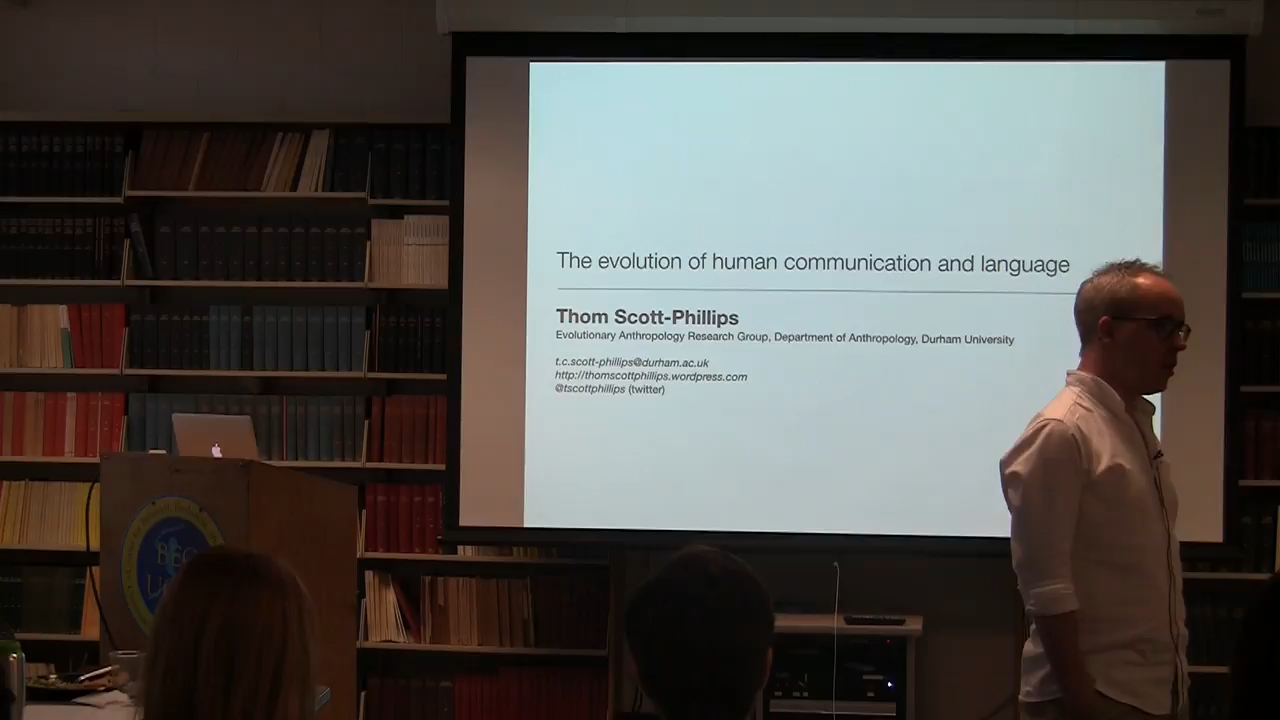 The evolution of human communication and language
Thom Scott-Phillips
Evolutionary Anthropology Research Group, Department of Anthropology, Durham University
t.c.scott-phillips@durham.ac.uk
http://thomscottphillips.wordpress.com
@tscottphillips (twitter)